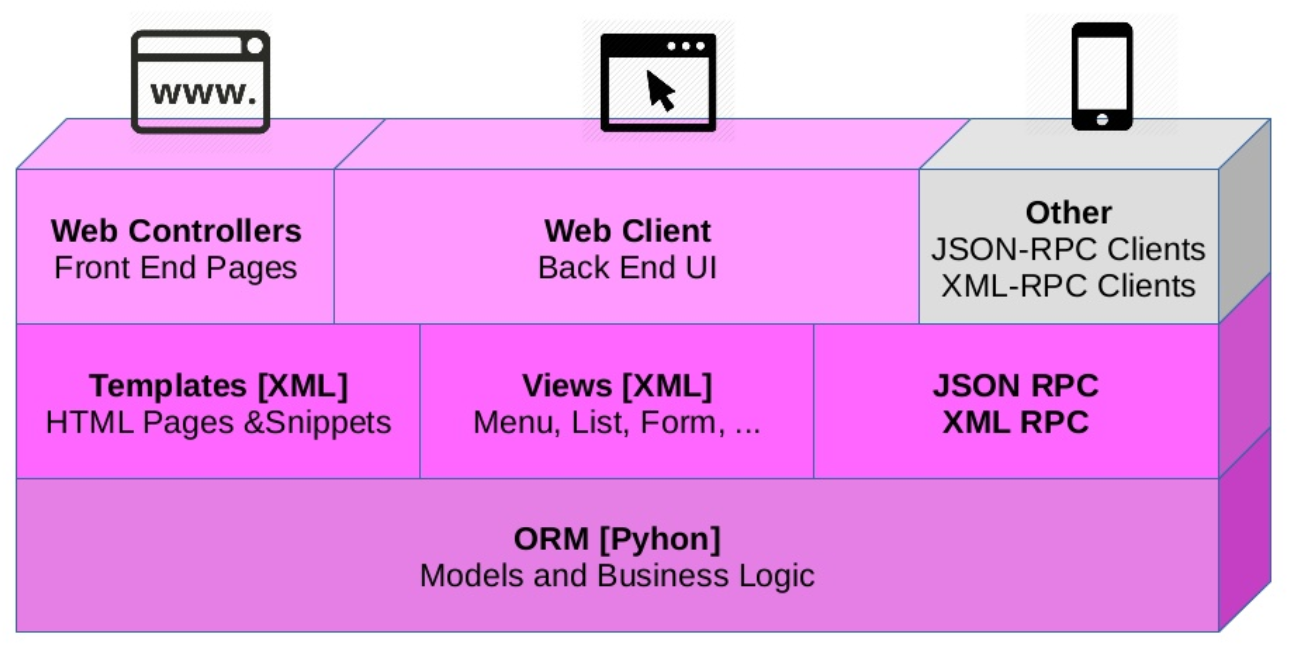 www.
Web Controllers
Front End Pages
Web Client
Back End UI
Other
JSON-RPC Clients
XML-RPC Clients
Templates [XML]
HTML Pages &Snippets
Views [XML]
Menu, List, Form, ...
JSON RPC
XML RPC
ORM [Pyhon]
Models and Business Logic